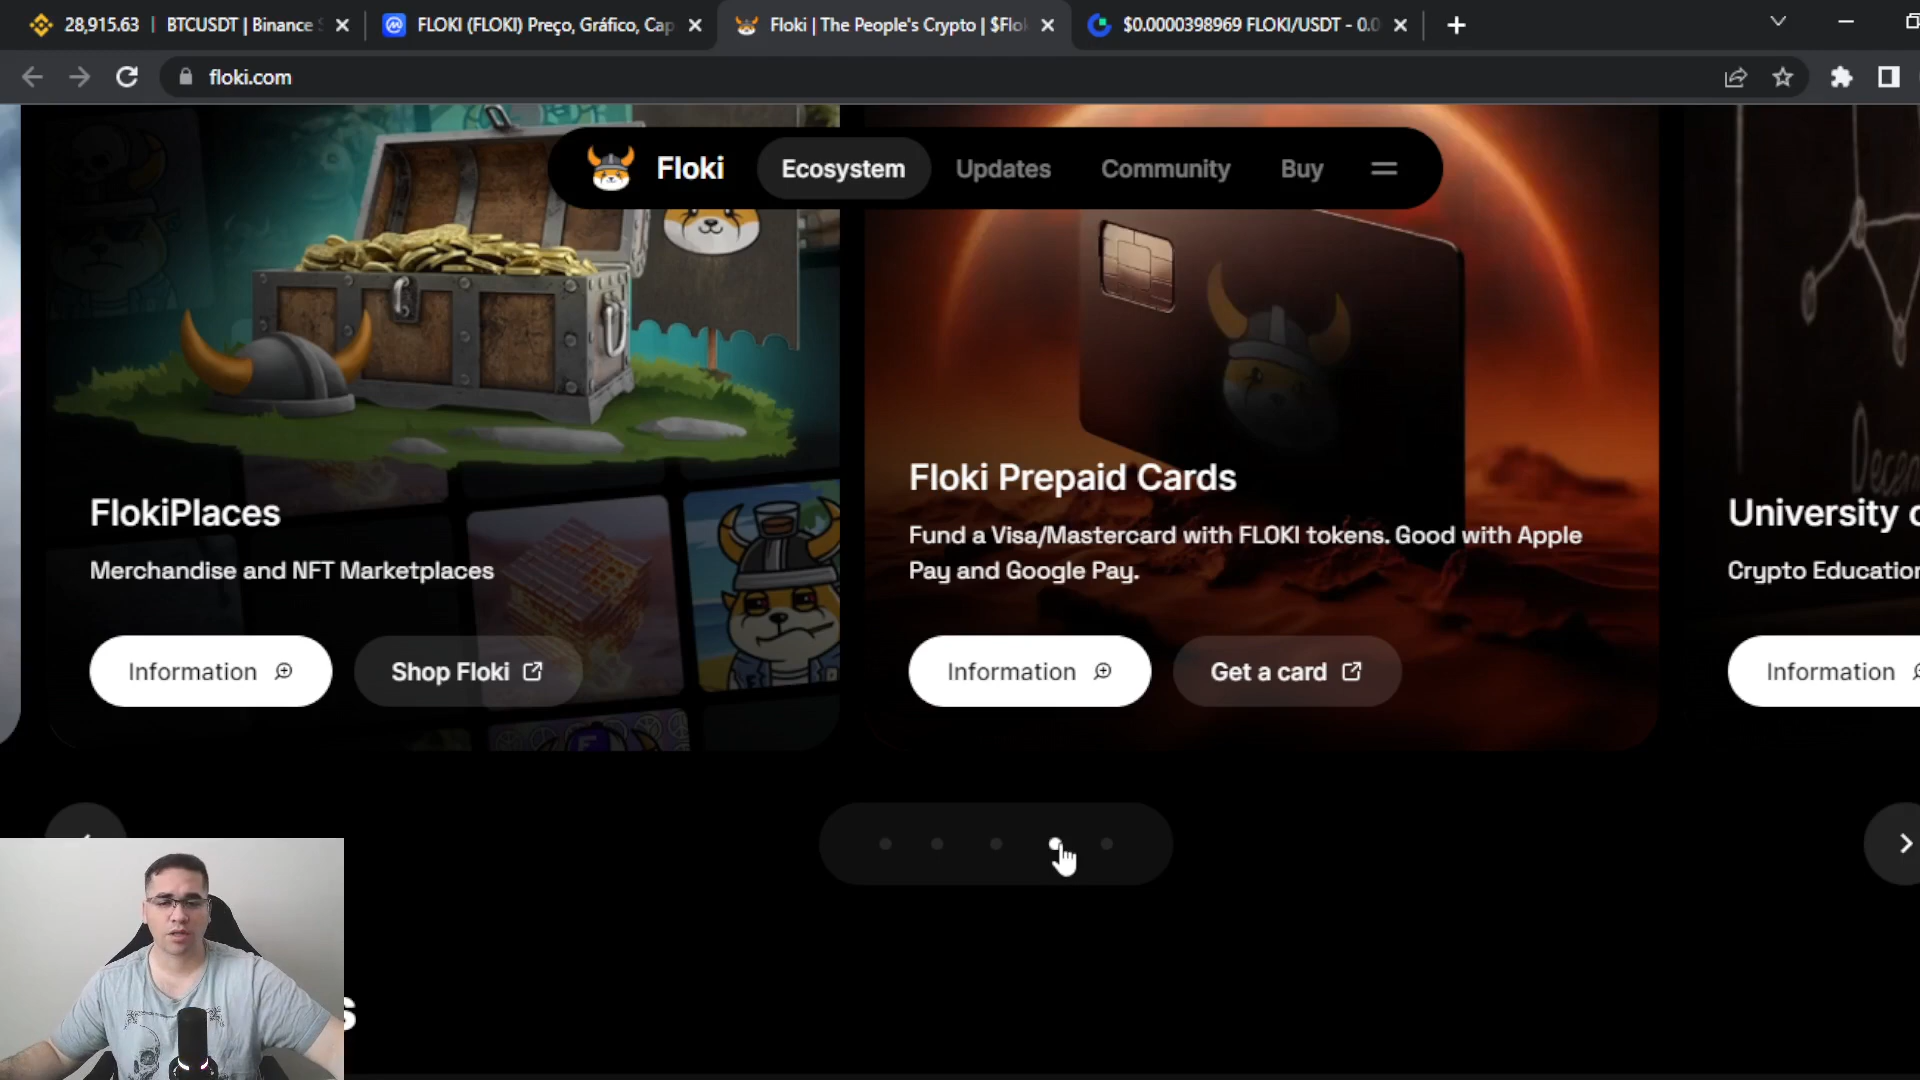 28,915.63 | BTCUSDT | Binance S
FLOKI (FLOKI) Preço, Gráfico, Cap
Floki | The People's Crypto | $Flok
$0.0000398969 FLOKI/USDT - 0.0
floki.com
Floki
Ecosystem
Updates
Community
Buy
FlokiPlaces
Merchandise and NFT Marketplaces
Information
Shop Floki
Floki Prepaid Cards
Fund a Visa/Mastercard with FLOKI tokens. Good with Apple
Pay and Google Pay.
Information
Get a card
Decen
University o
Crypto Education
Information
s